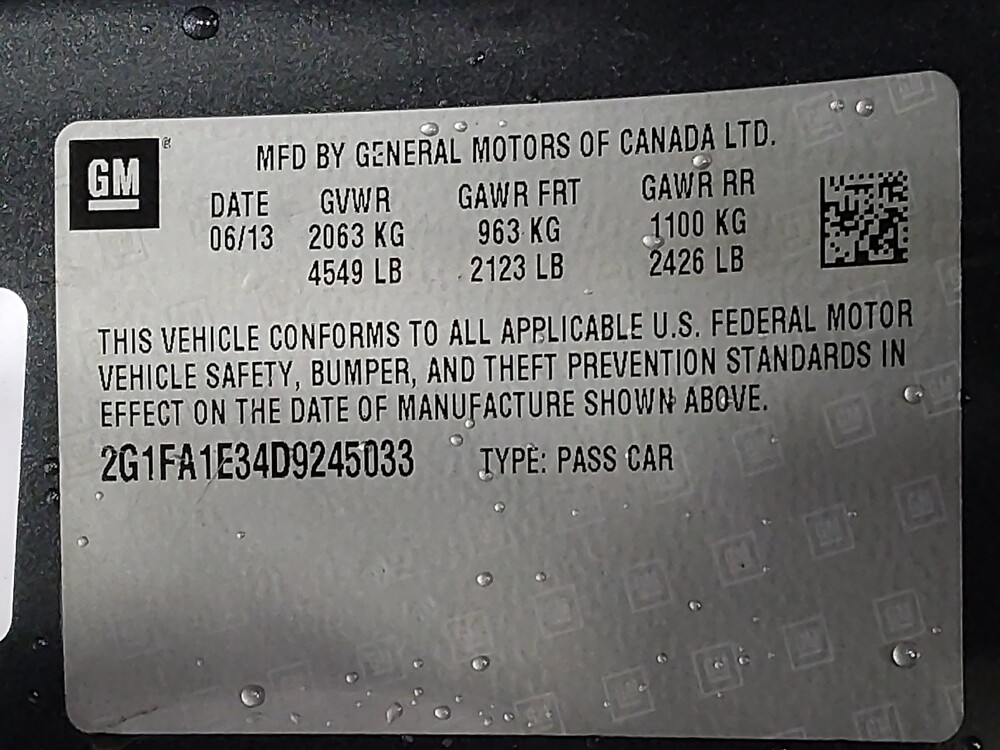 GM ®
MFD BY GENERAL MOTORS OF CANADA LTD.
DATE GVWR GAWR FRT GAWR RR
06/13 2063 KG 963 KG 1100 KG
4549 LB 2123 LB 2426 LB
THIS VEHICLE CONFORMS TO ALL APPLICABLE U.S. FEDERAL MOTOR
VEHICLE SAFETY, BUMPER, AND THEFT PREVENTION STANDARDS IN
EFFECT ON THE DATE OF MANUFACTURE SHOWN ABOVE.
2G1FA1E34D9245033 TYPE: PASS CAR